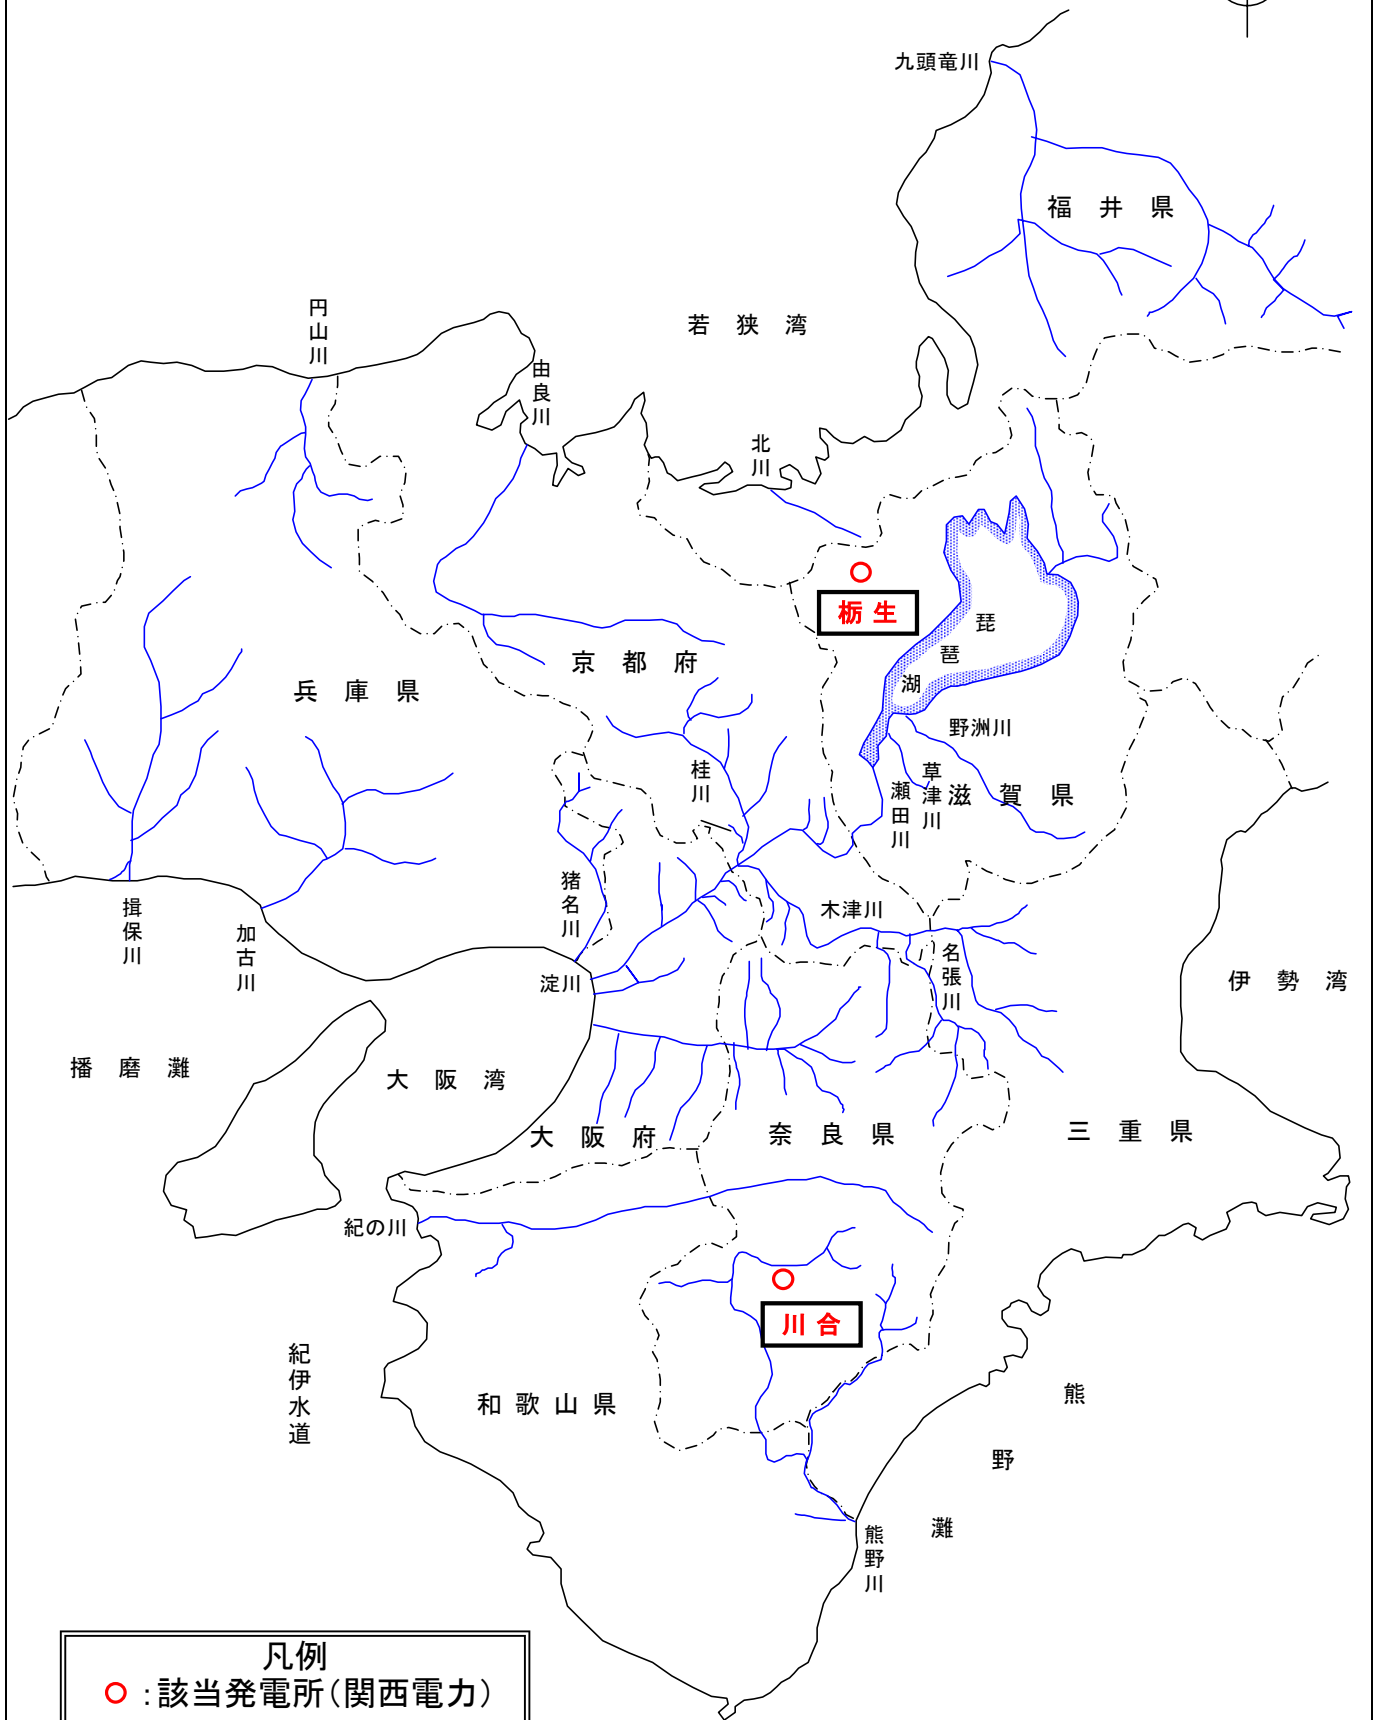 九頭竜川
福井県
円山川
若狭湾
由良川
北川
栃生
琵琶湖
京都府
兵庫県
野洲川
桂川
草津川
瀬田川
滋賀県
猪名川
揖保川
加古川
木津川
名張川
淀川
伊勢湾
播磨灘
大阪湾
大阪府
奈良県
三重県
紀の川
川合
紀伊水道
和歌山県
熊野灘
熊野川
凡例
○:該当発電所(関西電力)